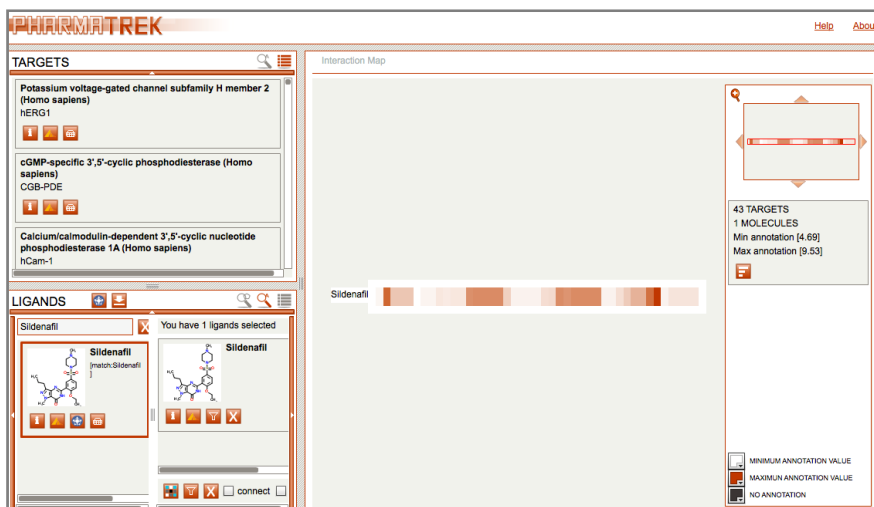 PHARMATREK
Help
Abou
TARGETS
Interaction Map
Potassium voltage-gated channel subfamily H member 2
(Homo sapiens)
hERG1
cGMP-specific 3',5'-cyclic phosphodiesterase (Homo
sapiens)
CGB-PDE
Calcium/calmodulin-dependent 3',5'-cyclic nucleotide
phosphodiesterase 1A (Homo sapiens)
hCam-1
43 TARGETS
1 MOLECULES
Min annotation [4.69]
Max annotation [9.53]
Sildenafil
LIGANDS
Sildenafil
X
You have 1 ligands selected
Sildenafil
[match:Sildenafil
]
Sildenafil
X
X
connect
MINIMUM ANNOTATION VALUE
MAXIMUN ANNOTATION VALUE
NO ANNOTATION